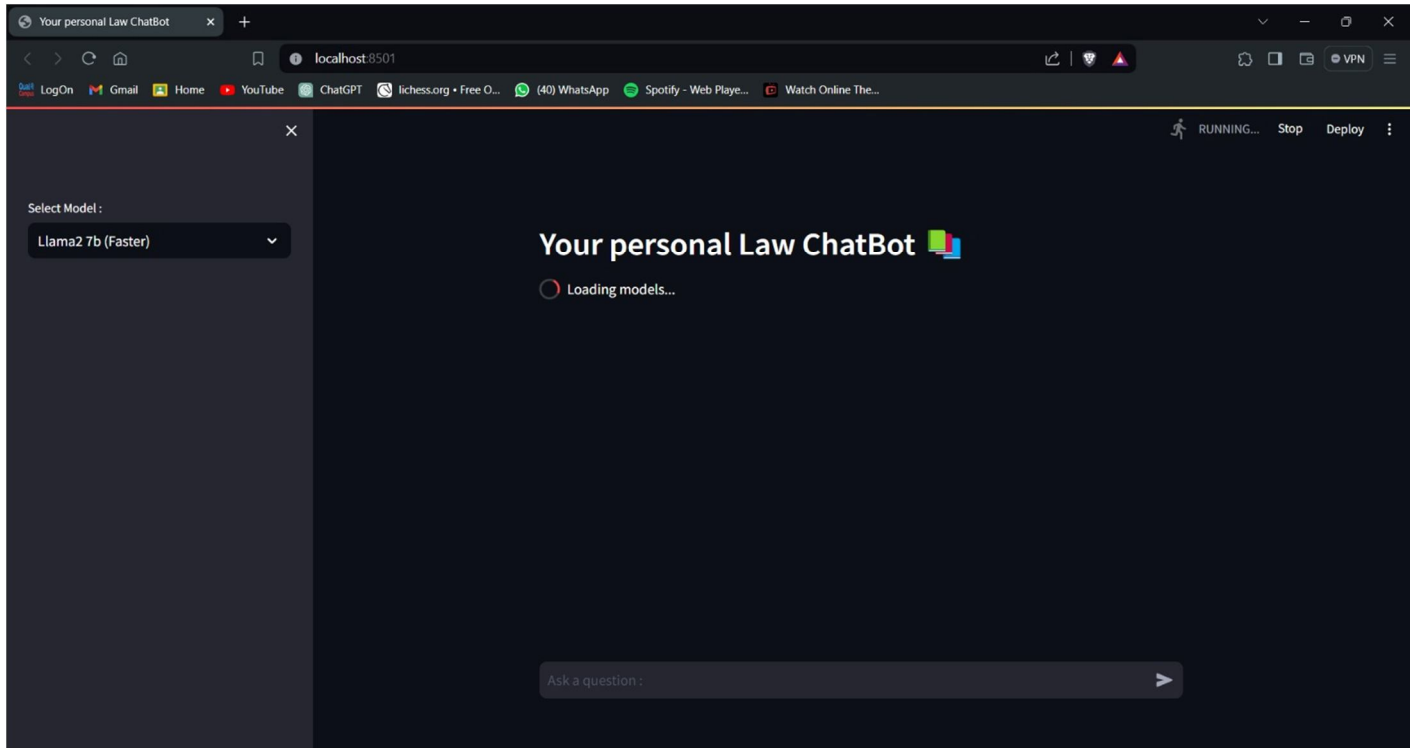 Your personal Law ChatBot
localhost:8501
VPN
LogOn Gmail Home YouTube ChatGPT lichess.org • Free O... (40) WhatsApp Spotify - Web Playe... Watch Online The...
RUNNING... Stop Deploy
Select Model :
Llama2 7b (Faster)
Your personal Law ChatBot
Loading models...
Ask a question :